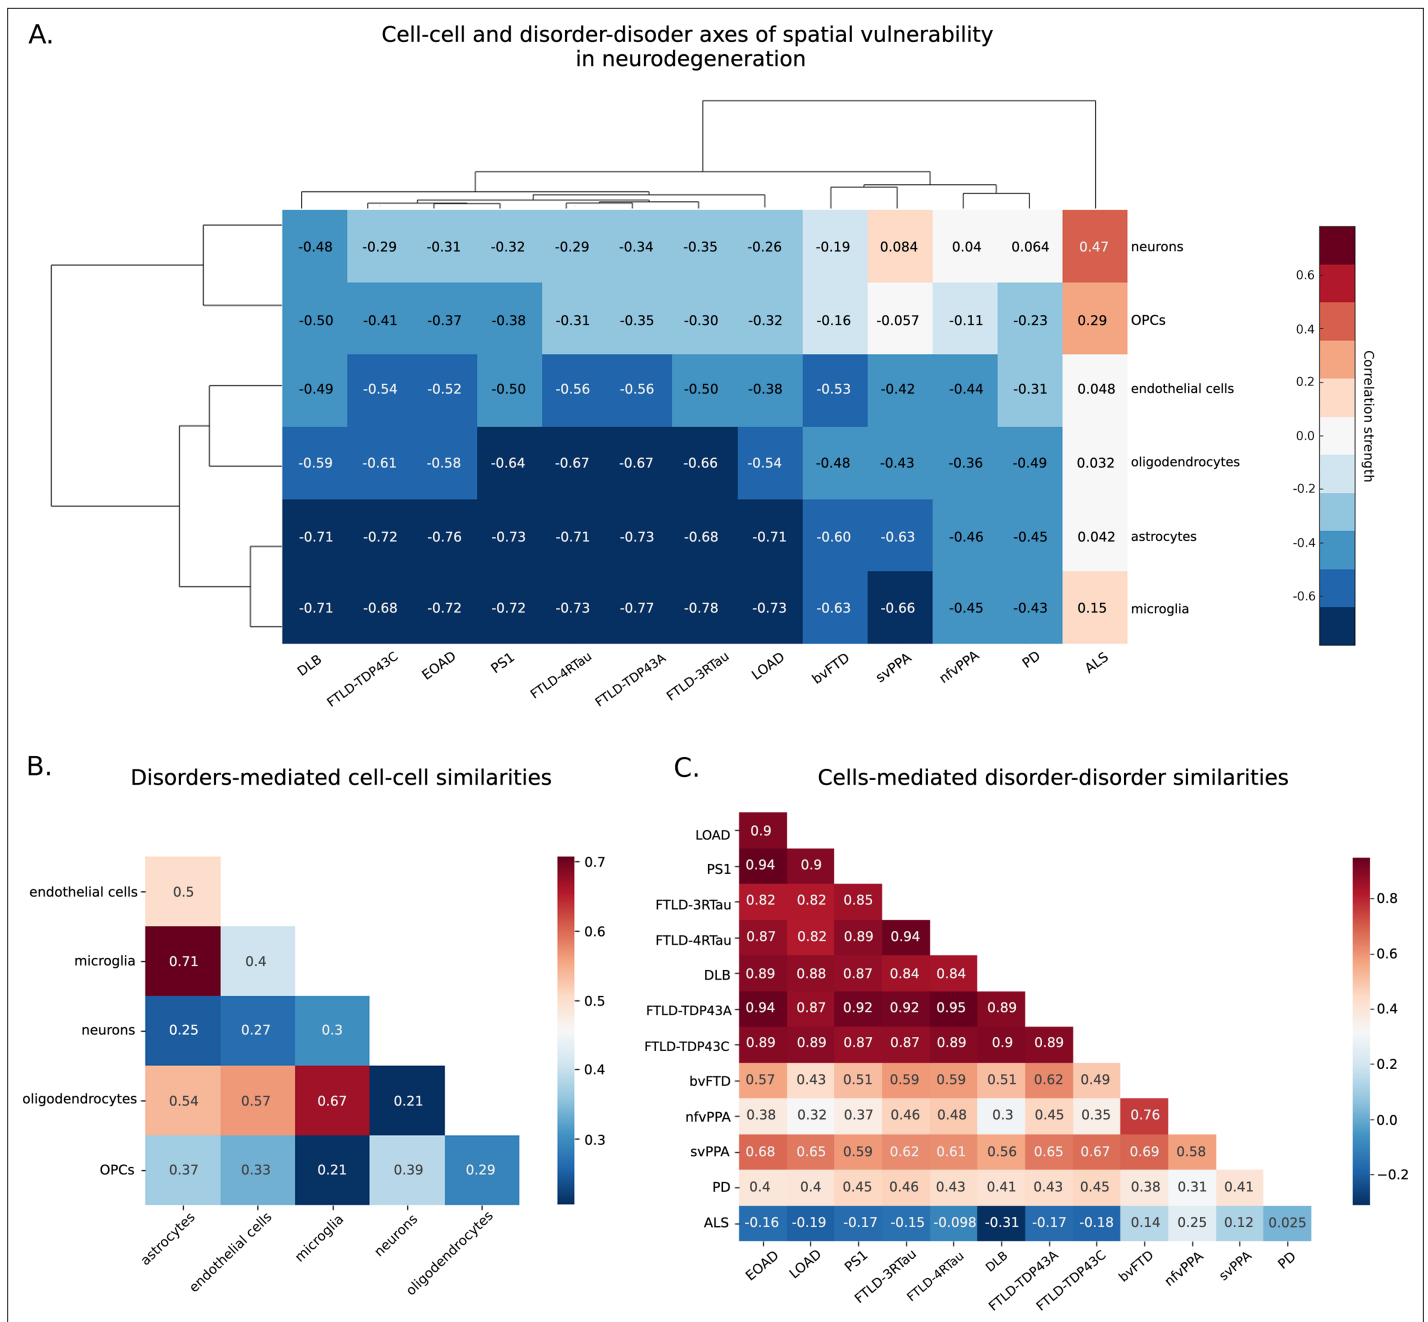 A.
Cell-cell and disorder-disoder axes of spatial vulnerability
in neurodegeneration
-0.48 -0.29 -0.31 -0.32 -0.29 -0.34 -0.35 -0.26 -0.19 0.084 0.04 0.064 0.47 neurons
-0.50 -0.41 -0.37 -0.38 -0.31 -0.35 -0.30 -0.32 -0.16 -0.057 -0.11 -0.23 0.29 OPCs
-0.49 -0.54 -0.52 -0.50 -0.56 -0.56 -0.50 -0.38 -0.53 -0.42 -0.44 -0.31 0.048 endothelial cells
-0.59 -0.61 -0.58 -0.64 -0.67 -0.67 -0.66 -0.54 -0.48 -0.43 -0.36 -0.49 0.032 oligodendrocytes
-0.71 -0.72 -0.76 -0.73 -0.71 -0.73 -0.68 -0.71 -0.60 -0.63 -0.46 -0.45 0.042 astrocytes
-0.71 -0.68 -0.72 -0.72 -0.73 -0.77 -0.78 -0.73 -0.63 -0.66 -0.45 -0.43 0.15 microglia
DLB FTLD-TDP43C EOAD PS1 FTLD-4RTau FTLD-TDP43A FTLD-3RTau LOAD bvFTD svPPA nfvPPA PD ALS
0.6
0.4
0.2
0.0
-0.2
-0.4
-0.6
Correlation strength
B.
Disorders-mediated cell-cell similarities
endothelial cells 0.5
microglia 0.71 0.4
neurons 0.25 0.27 0.3
oligodendrocytes 0.54 0.57 0.67 0.21
OPCs 0.37 0.33 0.21 0.39 0.29
astrocytes endothelial cells microglia neurons oligodendrocytes
0.7
0.6
0.5
0.4
0.3
C.
Cells-mediated disorder-disorder similarities
LOAD 0.9
PS1 0.94 0.9
FTLD-3RTau 0.82 0.82 0.85
FTLD-4RTau 0.87 0.82 0.89 0.94
DLB 0.89 0.88 0.87 0.84 0.84
FTLD-TDP43A 0.94 0.87 0.92 0.92 0.95 0.89
FTLD-TDP43C 0.89 0.89 0.87 0.87 0.89 0.9 0.89
bvFTD 0.57 0.43 0.51 0.59 0.59 0.51 0.62 0.49
nfvPPA 0.38 0.32 0.37 0.46 0.48 0.3 0.45 0.35 0.76
svPPA 0.68 0.65 0.59 0.62 0.61 0.56 0.65 0.67 0.69 0.58
PD 0.4 0.4 0.45 0.46 0.43 0.41 0.43 0.45 0.38 0.31 0.41
ALS -0.16 -0.19 -0.17 -0.15 -0.098 -0.31 -0.17 -0.18 0.14 0.25 0.12 0.025
EOAD LOAD PS1 FTLD-3RTau FTLD-4RTau DLB FTLD-TDP43A FTLD-TDP43C bvFTD nfvPPA svPPA PD
0.8
0.6
0.4
0.2
0.0
−0.2